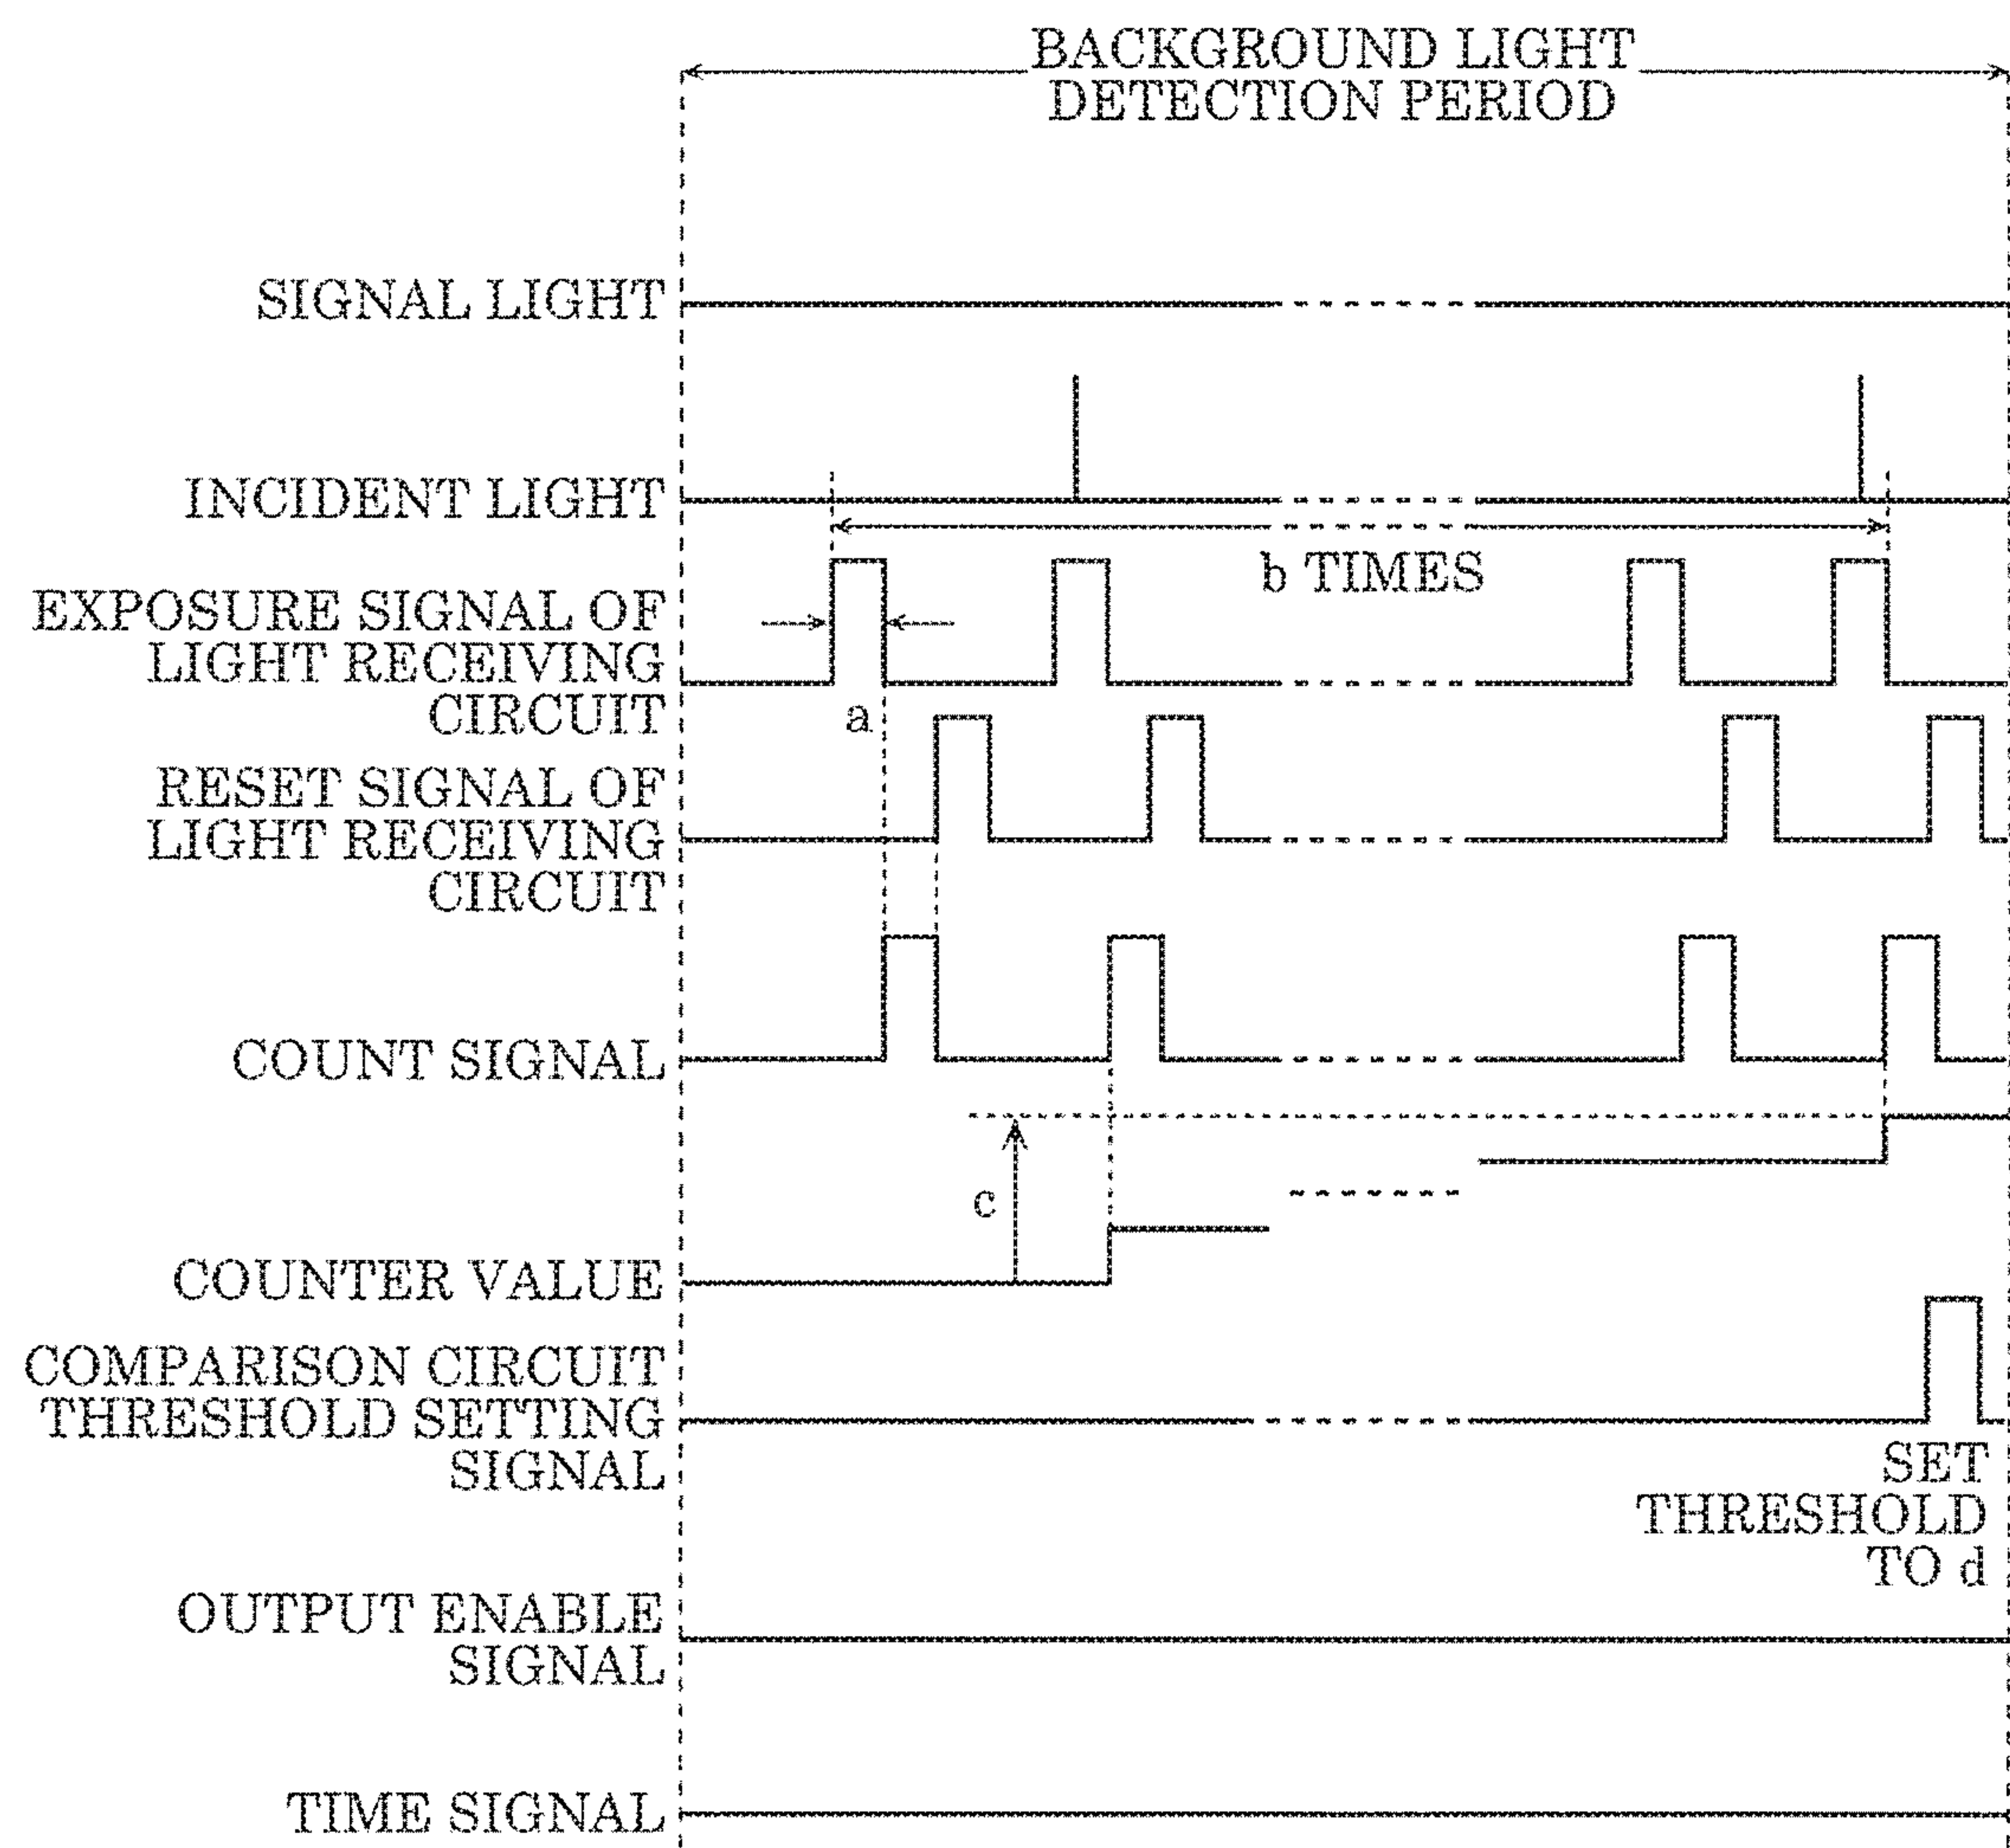 BACKGROUND LIGHT
DETECTION PERIOD
SIGNAL LIGHT
INCIDENT LIGHT
b TIMES
EXPOSURE SIGNAL OF
LIGHT RECEIVING
CIRCUIT
a
RESET SIGNAL OF
LIGHT RECEIVING
CIRCUIT
COUNT SIGNAL
c
COUNTER VALUE
COMPARISON CIRCUIT
THRESHOLD SETTING
SIGNAL
SET
THRESHOLD
TO d
OUTPUT ENABLE
SIGNAL
TIME SIGNAL